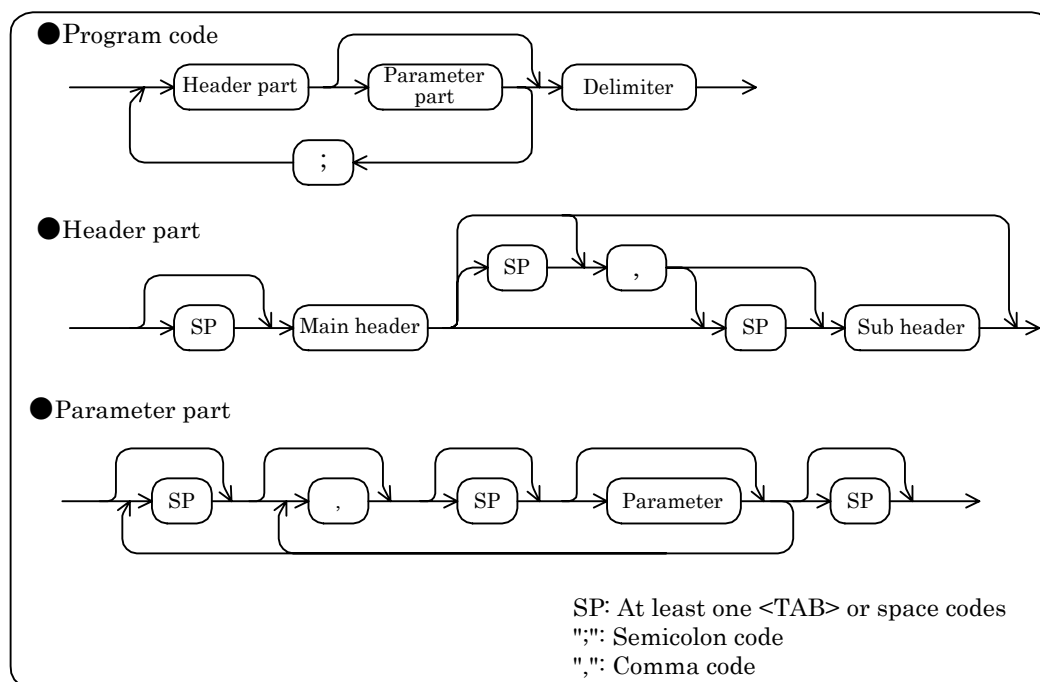 ●Program code
Header part
Parameter
part
Delimiter
;
●Header part
SP
,
SP
Main header
SP
Sub header
●Parameter part
SP
,
SP
Parameter
SP
SP: At least one <TAB> or space codes
";": Semicolon code
",": Comma code